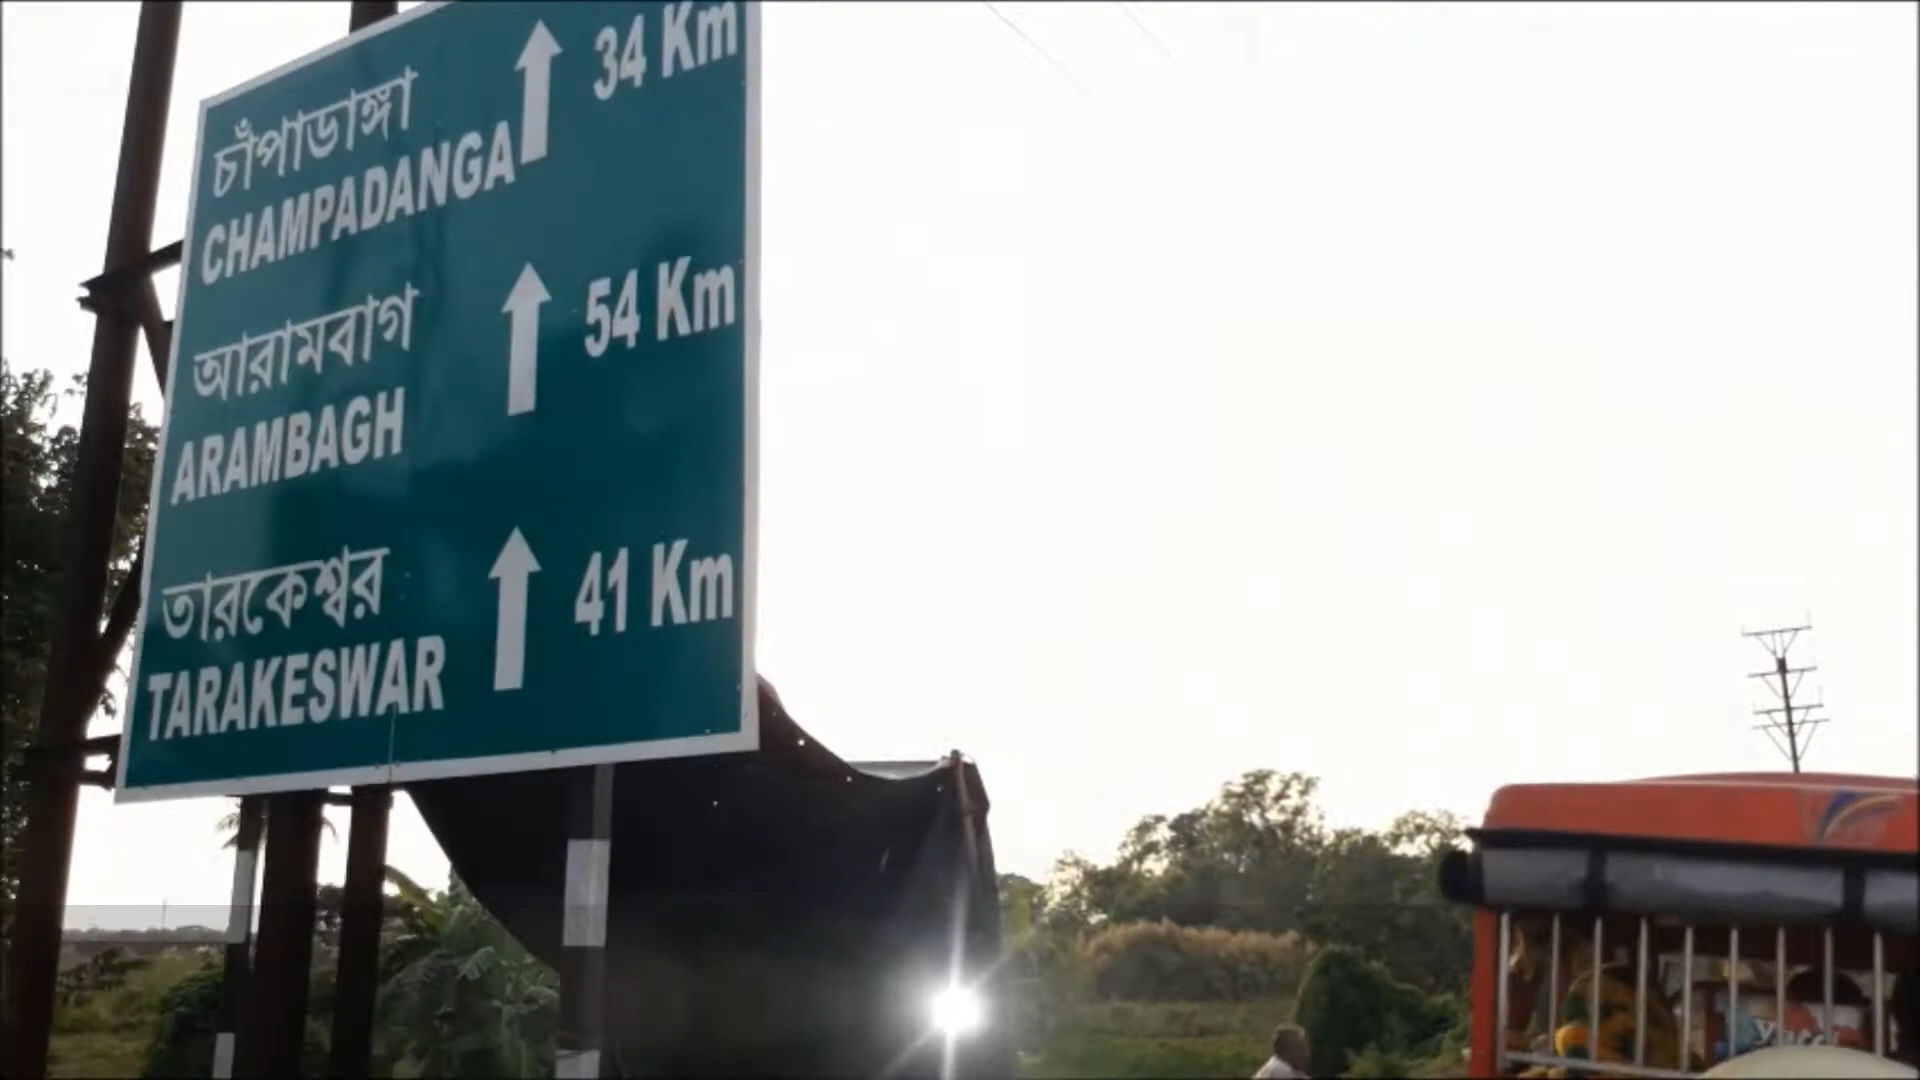 চাঁপাডাঙ্গা
CHAMPADANGA 34 Km
আরামবাগ
ARAMBAGH 54 Km
তারকেশ্বর
TARAKESWAR 41 Km